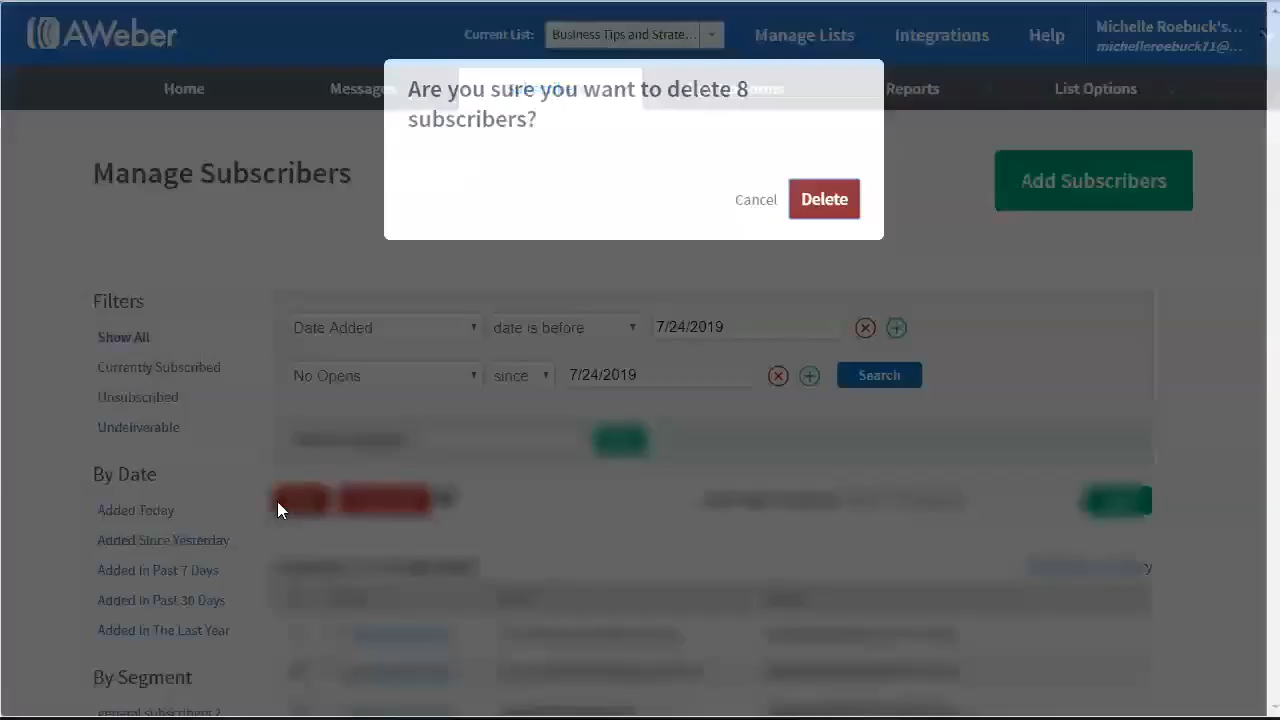 AWeber
Current List:
Business Tips and Strate...
Manage Lists
Integrations
Help
Michelle Roebuck's...
michelleroebuck71@...
Home
Messages
Reports
List Options
Are you sure you want to delete 8
subscribers?
Cancel
Delete
Manage Subscribers
Add Subscribers
Filters
Show All
Currently Subscribed
Unsubscribed
Undeliverable
Date Added
date is before
7/24/2019
No Opens
since
7/24/2019
Search
By Date
Added Today
Added Since Yesterday
Added In Past 7 Days
Added In Past 30 Days
Added In The Last Year
By Segment
general subscribers 2